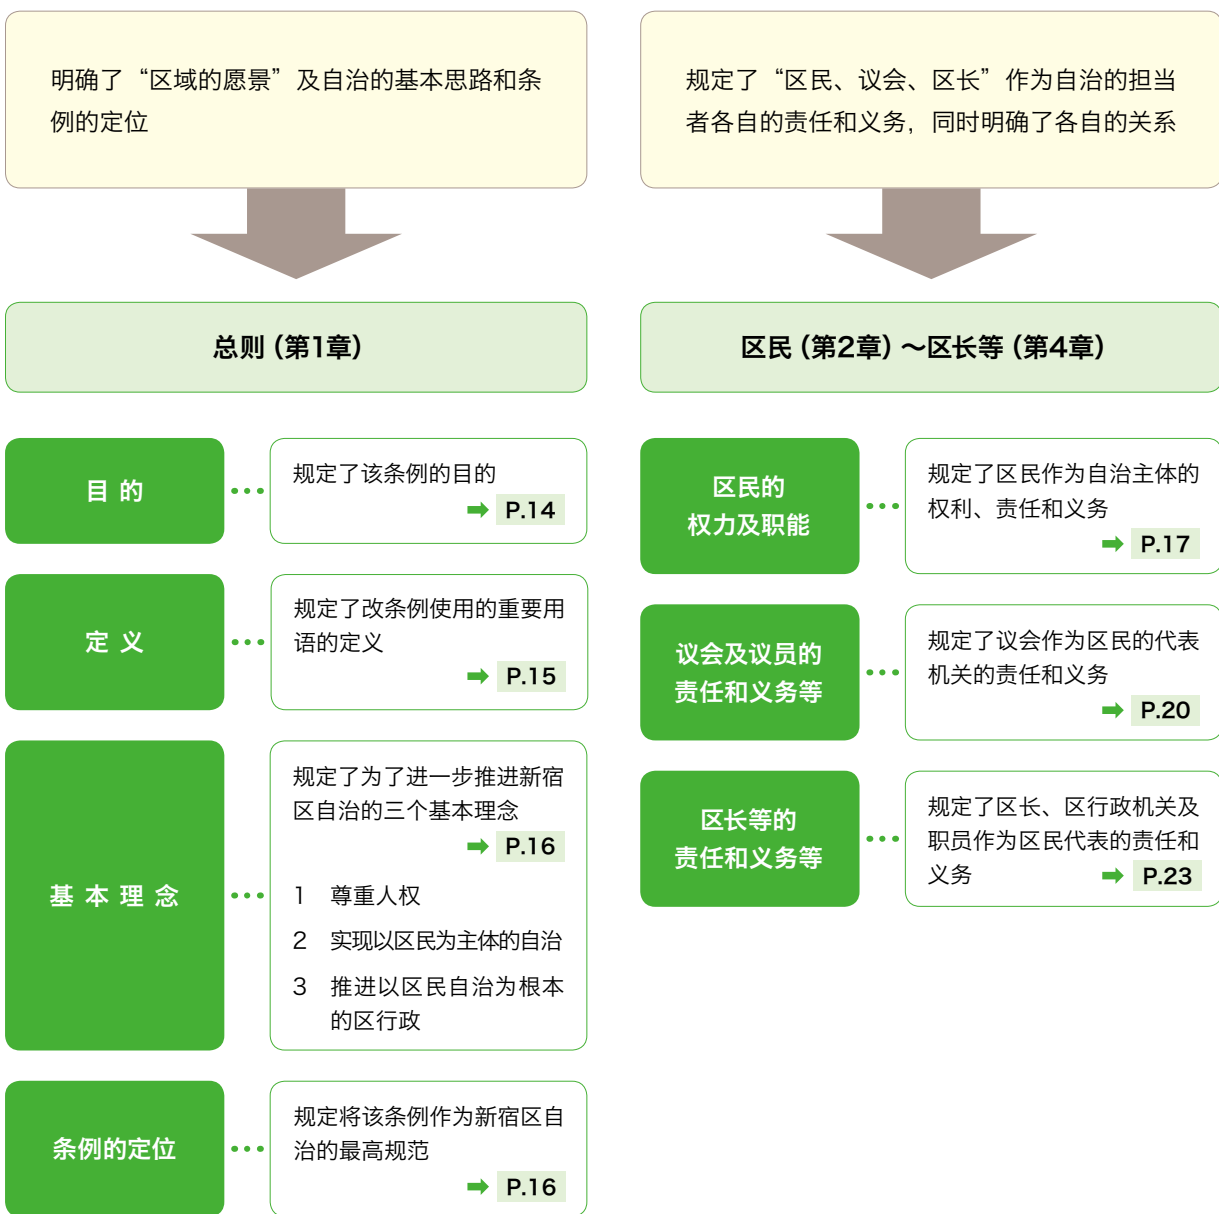 明确了“区域的愿景”及自治的基本思路和条
例的定位
总则（第1章）
目 的
规定了该条例的目的
➡ P.14
定 义
规定了改条例使用的重要用
语的定义
➡ P.15
基 本 理 念
规定了为了进一步推进新宿
区自治的三个基本理念
➡ P.16
1 尊重人权
2 实现以区民为主体的自治
3 推进以区民自治为根本
的区行政
条例的定位
规定将该条例作为新宿区自
治的最高规范
➡ P.16
规定了“区民、议会、区长”作为自治的担当
者各自的责任和义务，同时明确了各自的关系
区民（第2章）～区长等（第4章）
区民的
权力及职能
规定了区民作为自治主体的
权利、责任和义务
➡ P.17
议会及议员的
责任和义务等
规定了议会作为区民的代表
机关的责任和义务
➡ P.20
区长等的
责任和义务等
规定了区长、区行政机关及
职员作为区民代表的责任和
义务 ➡ P.23